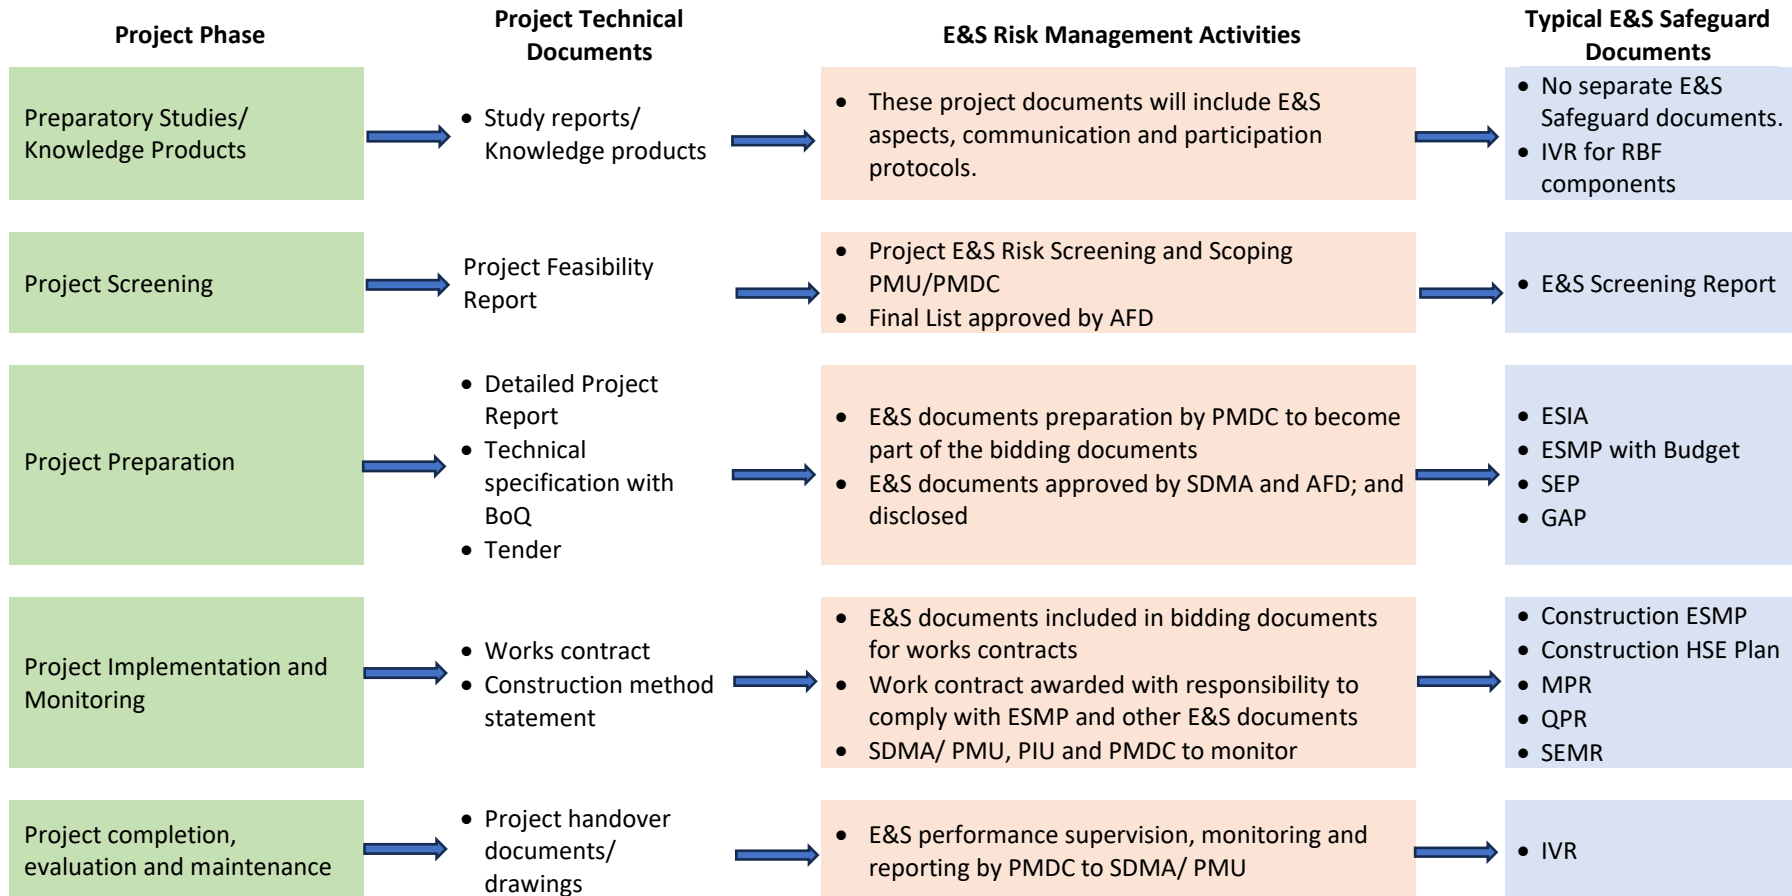 Project Phase
Project Technical
Documents
E&S Risk Management Activities
Typical E&S Safeguard
Documents
Preparatory Studies/
Knowledge Products
• Study reports/
Knowledge products
• These project documents will include E&S
aspects, communication and participation
protocols.
• No separate E&S
Safeguard documents.
• IVR for RBF
components
Project Screening
Project Feasibility
Report
• Project E&S Risk Screening and Scoping
PMU/PMDC
• Final List approved by AFD
• E&S Screening Report
Project Preparation
• Detailed Project
Report
• Technical
specification with
BoQ
• Tender
• E&S documents preparation by PMDC to become
part of the bidding documents
• E&S documents approved by SDMA and AFD; and
disclosed
• ESIA
• ESMP with Budget
• SEP
• GAP
Project Implementation and
Monitoring
• Works contract
• Construction method
statement
• E&S documents included in bidding documents
for works contracts
• Work contract awarded with responsibility to
comply with ESMP and other E&S documents
• SDMA/ PMU, PIU and PMDC to monitor
• Construction ESMP
• Construction HSE Plan
• MPR
• QPR
• SEMR
Project completion,
evaluation and maintenance
• Project handover
documents/
drawings
• E&S performance supervision, monitoring and
reporting by PMDC to SDMA/ PMU
• IVR